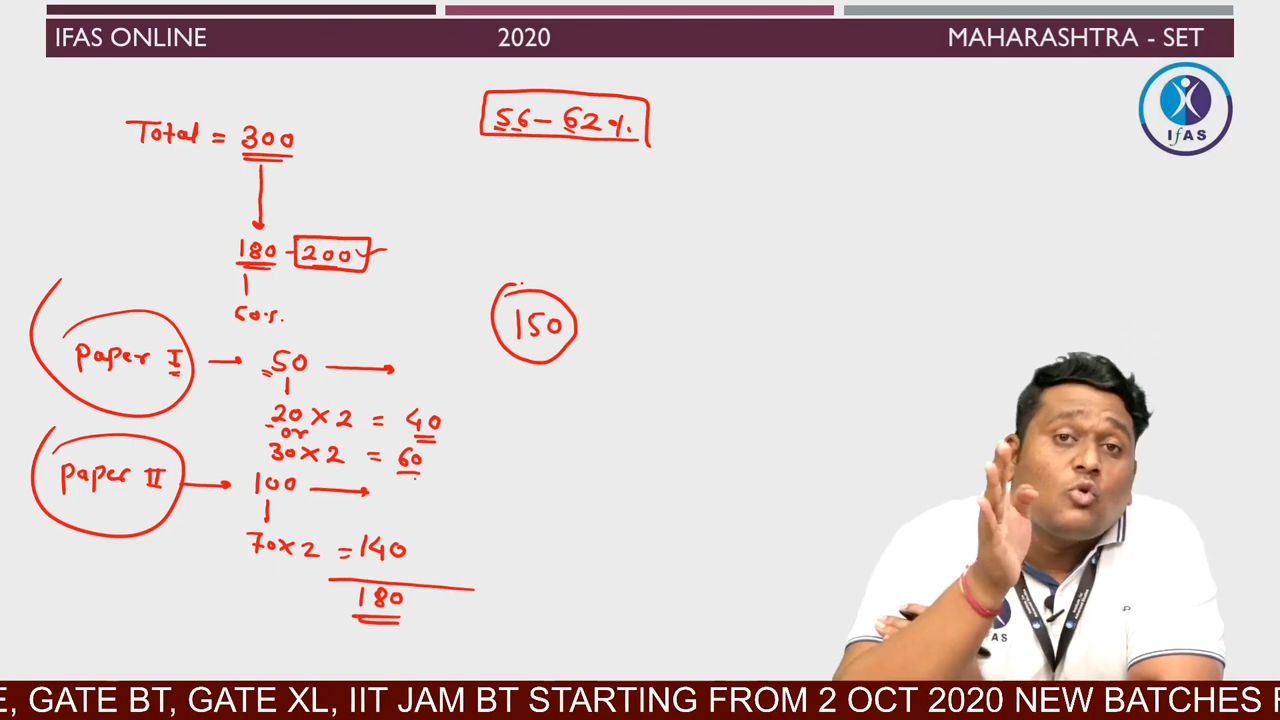 IFAS ONLINE 2020 MAHARASHTRA - SET
IFAS
Total = 300
56 - 62 %.
180 - 200
150
Paper I → 50 →
20 × 2 = 40
or
30 × 2 = 60
Paper II → 100 →
70 × 2 = 140
180
AS
E, GATE BT, GATE XL, IIT JAM BT STARTING FROM 2 OCT 2020 NEW BATCHES F